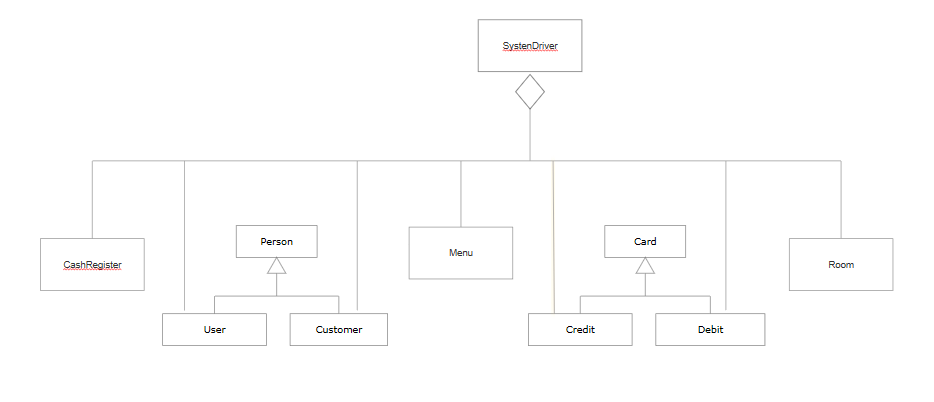 SystenDriver
Person
Card
Menu
CashRegister
Room
User
Customer
Credit
Debit